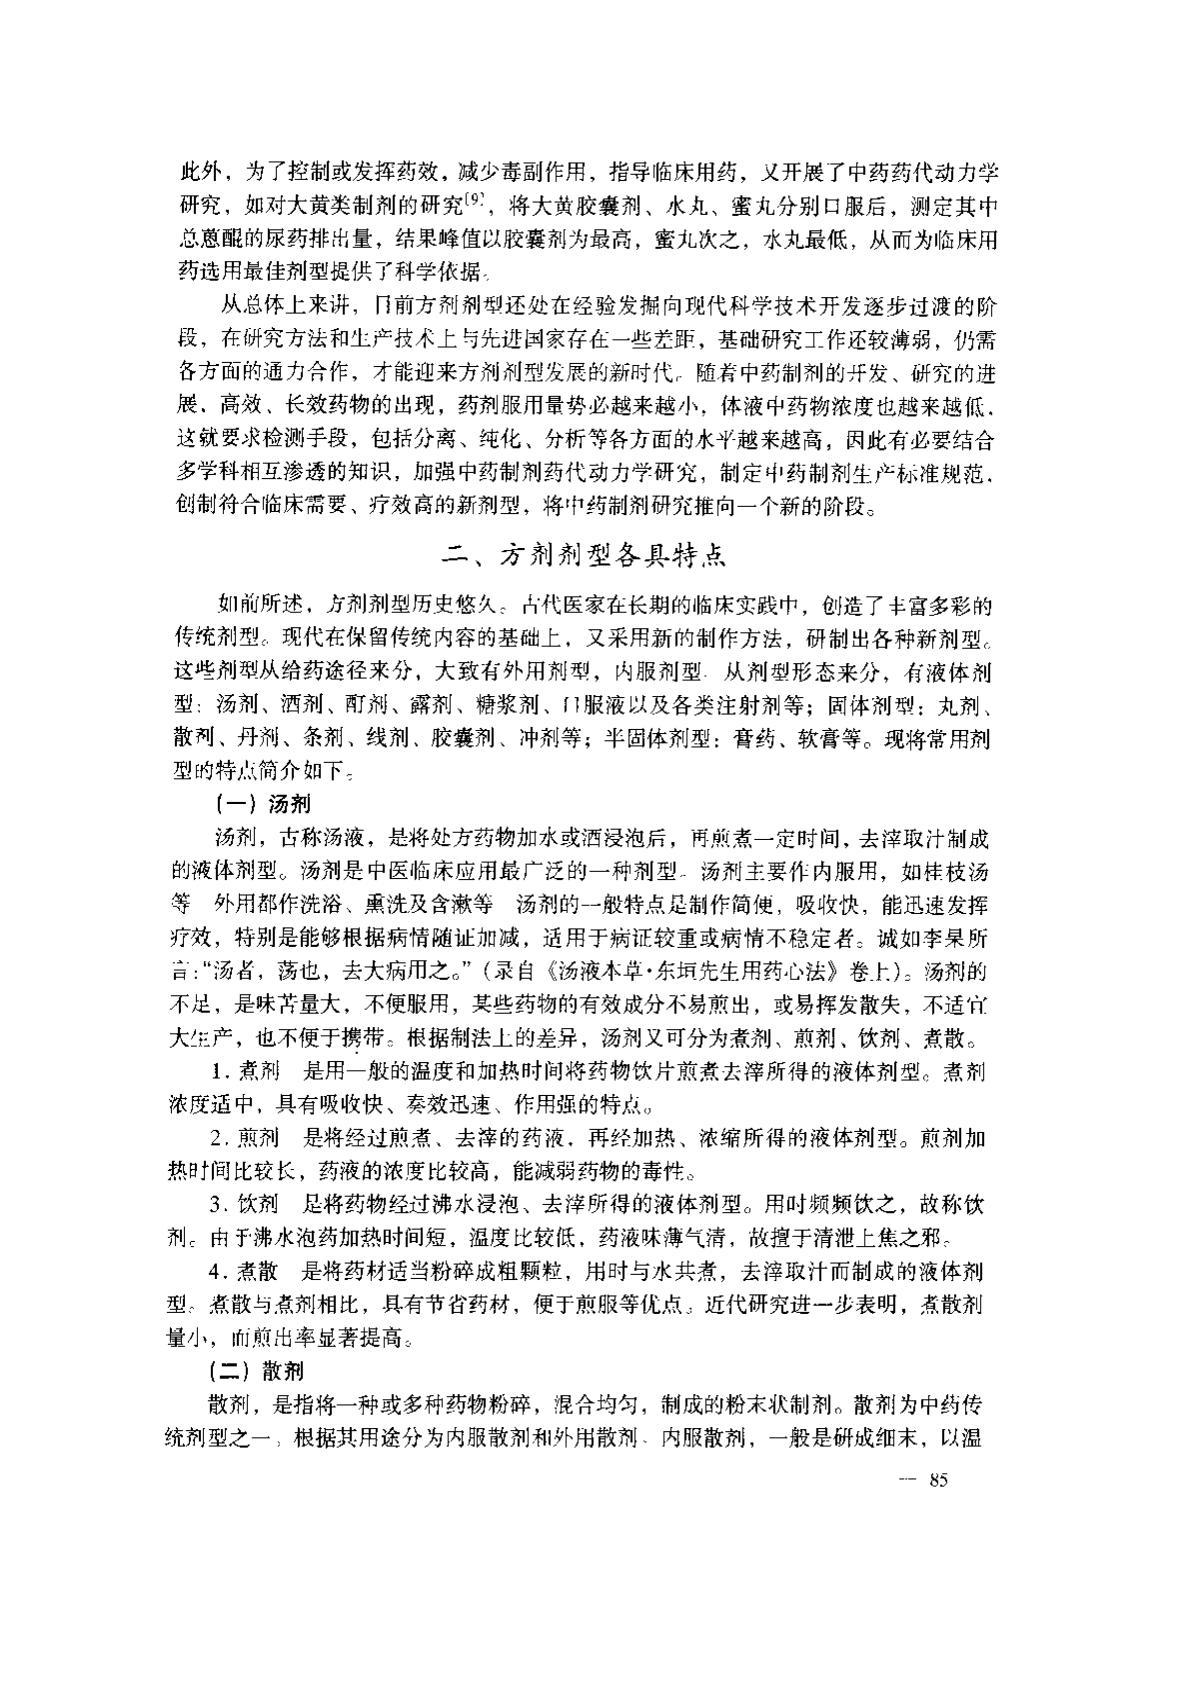 此外，为了控制或发挥药效，减少毒副作用，指导临床用药，又开展了中药药代动力学
研究，如对大黄类制剂的研究[9]，将大黄胶囊剂、水丸、蜜丸分别口服后，测定其中
总蒽醌的尿药排出量，结果峰值以胶囊剂为最高，蜜丸次之，水丸最低，从而为临床用
药选用最佳剂型提供了科学依据。
从总体上来讲，目前方剂剂型还处在经验发掘向现代科学技术开发逐步过渡的阶
段，在研究方法和生产技术上与先进国家存在一些差距，基础研究工作还较薄弱，仍需
各方面的通力合作，才能迎来方剂剂型发展的新时代。随着中药制剂的开发、研究的进
展，高效、长效药物的出现，药剂服用量势必越来越小，体液中药物浓度也越来越低，
这就要求检测手段，包括分离、纯化、分析等各方面的水平越来越高，因此有必要结合
多学科相互渗透的知识，加强中药制剂药代动力学研究，制定中药制剂生产标准规范，
创制符合临床需要、疗效高的新剂型，将中药制剂研究推向一个新的阶段。
二、方剂剂型各具特点
如前所述，方剂剂型历史悠久。古代医家在长期的临床实践中，创造了丰富多彩的
传统剂型。现代在保留传统内容的基础上，又采用新的制作方法，研制出各种新剂型。
这些剂型从给药途径来分，大致有外用剂型，内服剂型。从剂型形态来分，有液体剂
型：汤剂、酒剂、酊剂、露剂、糖浆剂、口服液以及各类注射剂等；固体剂型：丸剂、
散剂、丹剂、条剂、线剂、胶囊剂、冲剂等；半固体剂型：膏药、软膏等。现将常用剂
型的特点简介如下。
(一) 汤剂
汤剂，古称汤液，是将处方药物加水或酒浸泡后，再煎煮一定时间，去滓取汁制成
的液体剂型。汤剂是中医临床应用最广泛的一种剂型。汤剂主要作内服用，如桂枝汤
等 外用都作洗浴、熏洗及含漱等 汤剂的一般特点是制作简便，吸收快，能迅速发挥
疗效，特别是能够根据病情随证加减，适用于病证较重或病情不稳定者。诚如李杲所
言：“汤者，荡也，去大病用之。”（录自《汤液本草·东垣先生用药心法》卷上）。汤剂的
不足，是味苦量大，不便服用，某些药物的有效成分不易煎出，或易挥发散失，不适宜
大生产，也不便于携带。根据制法上的差异，汤剂又可分为煮剂、煎剂、饮剂、煮散。
1. 煮剂 是用一般的温度和加热时间将药物饮片煎煮去滓所得的液体剂型。煮剂
浓度适中，具有吸收快、奏效迅速、作用强的特点。
2. 煎剂 是将经过煎煮、去滓的药液，再经加热、浓缩所得的液体剂型。煎剂加
热时间比较长，药液的浓度比较高，能减弱药物的毒性。
3. 饮剂 是将药物经过沸水浸泡、去滓所得的液体剂型。用时频频饮之，故称饮
剂。由于沸水泡药加热时间短，温度比较低，药液味薄气清，故擅于清泄上焦之邪。
4. 煮散 是将药材适当粉碎成粗颗粒，用时与水共煮，去滓取汁而制成的液体剂
型。煮散与煮剂相比，具有节省药材，便于煎服等优点。近代研究进一步表明，煮散剂
量小，而煎出率显著提高。
(二) 散剂
散剂，是指将一种或多种药物粉碎，混合均匀，制成的粉末状制剂。散剂为中药传
统剂型之一，根据其用途分为内服散剂和外用散剂。内服散剂，一般是研成细末，以温
— 85